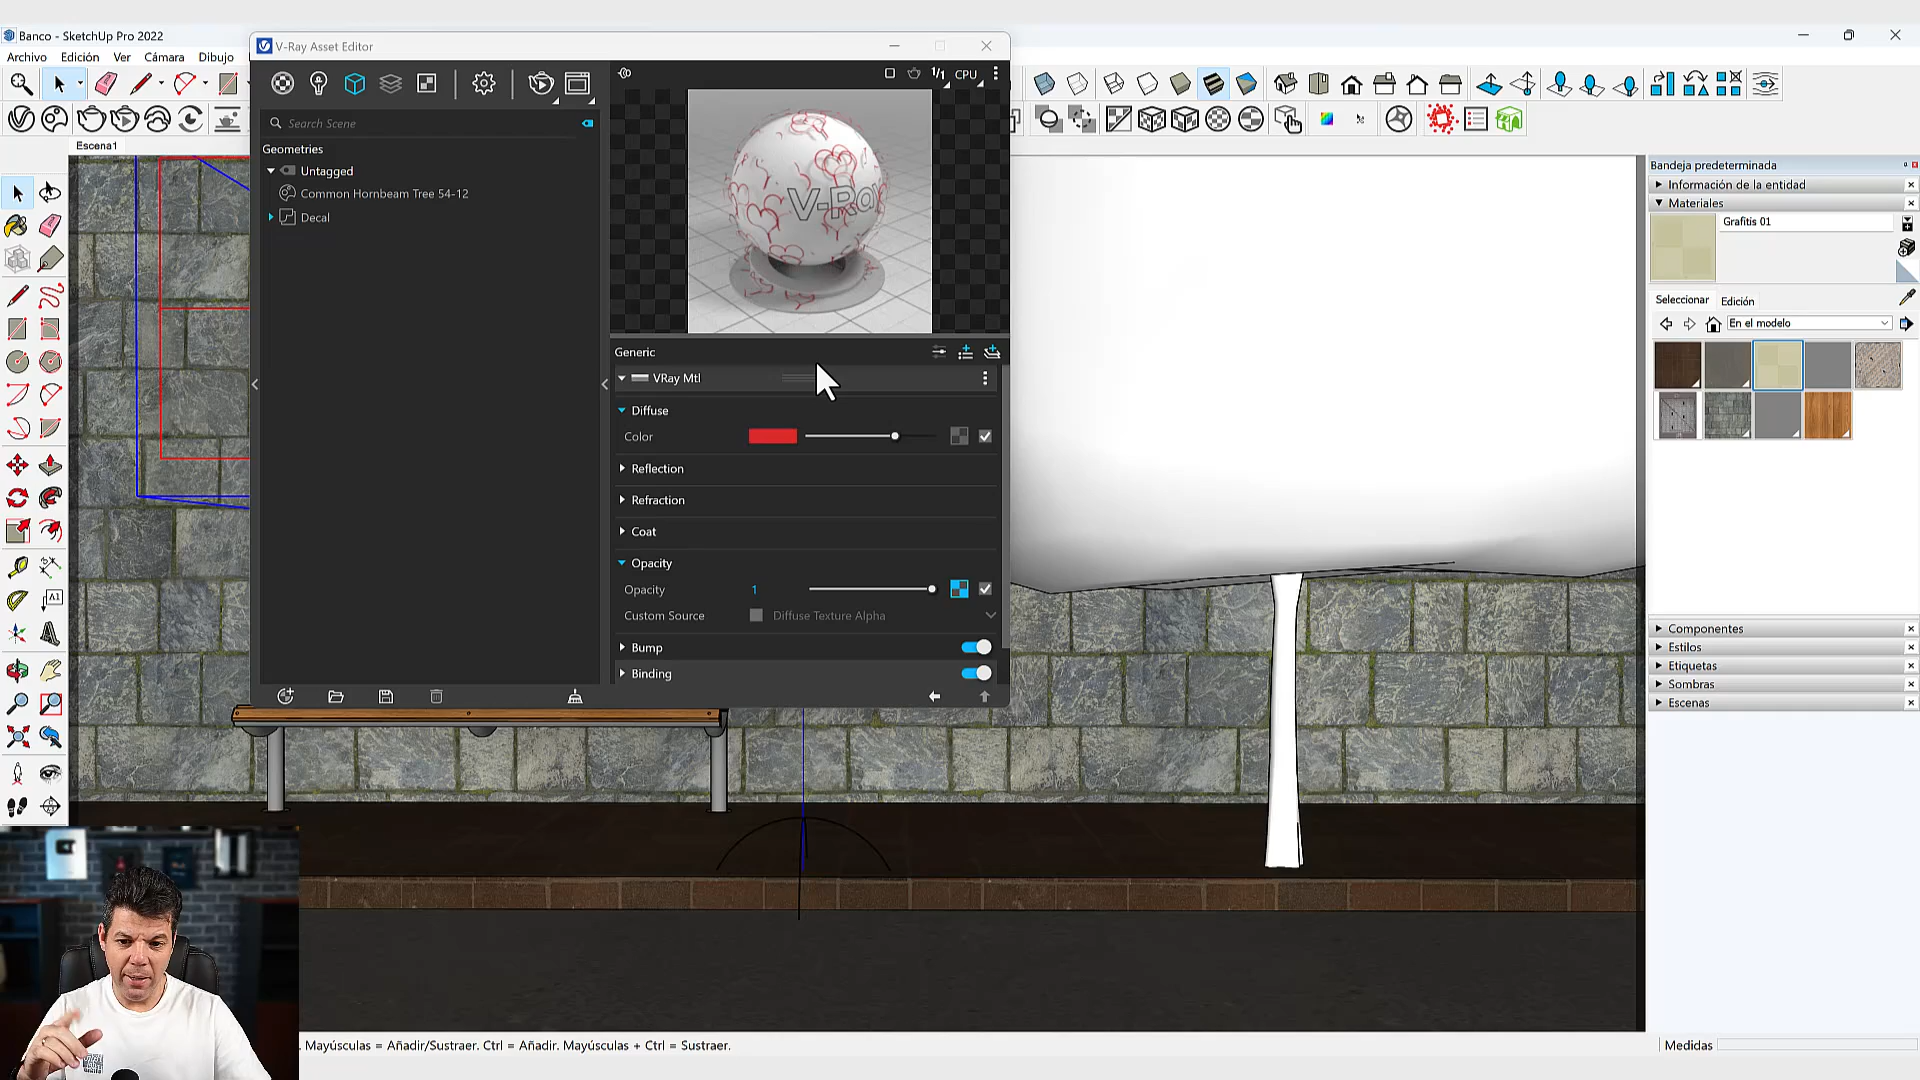 Banco - SketchUp Pro 2022
Archivo
Edición
Ver
Cámara
Dibujo
V-Ray Asset Editor
1/1
CPU
Search Scene
Geometries
Untagged
Common Hornbeam Tree 54-12
Decal
Escena1
Generic
VRay Mtl
Diffuse
Color
Reflection
Refraction
Coat
Opacity
Opacity
1
Custom Source
Diffuse Texture Alpha
Bump
Binding
Bandeja predeterminada
Información de la entidad
Materiales
Grafitis 01
Seleccionar
Edición
En el modelo
Componentes
Estilos
Etiquetas
Sombras
Escenas
Mayúsculas = Añadir/Sustraer. Ctrl = Añadir. Mayúsculas + Ctrl = Sustraer.
Medidas